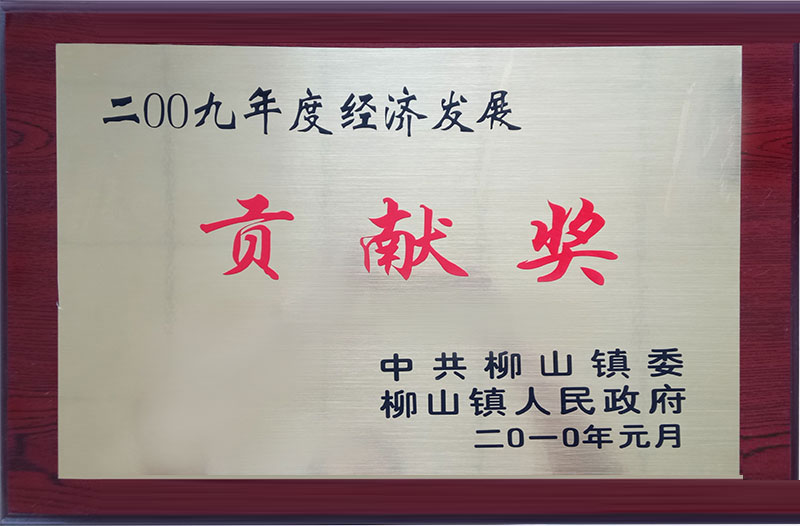 二00九年度经济发展
贡献奖
中共柳山镇委
柳山镇人民政府
二0一0年元月